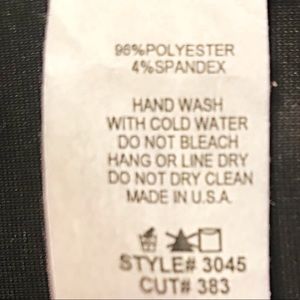 96%POLYESTER
4%SPANDEX
HAND WASH
WITH COLD WATER
DO NOT BLEACH
HANG OR LINE DRY
DO NOT DRY CLEAN
MADE IN U.S.A.
STYLE# 3045
CUT# 383